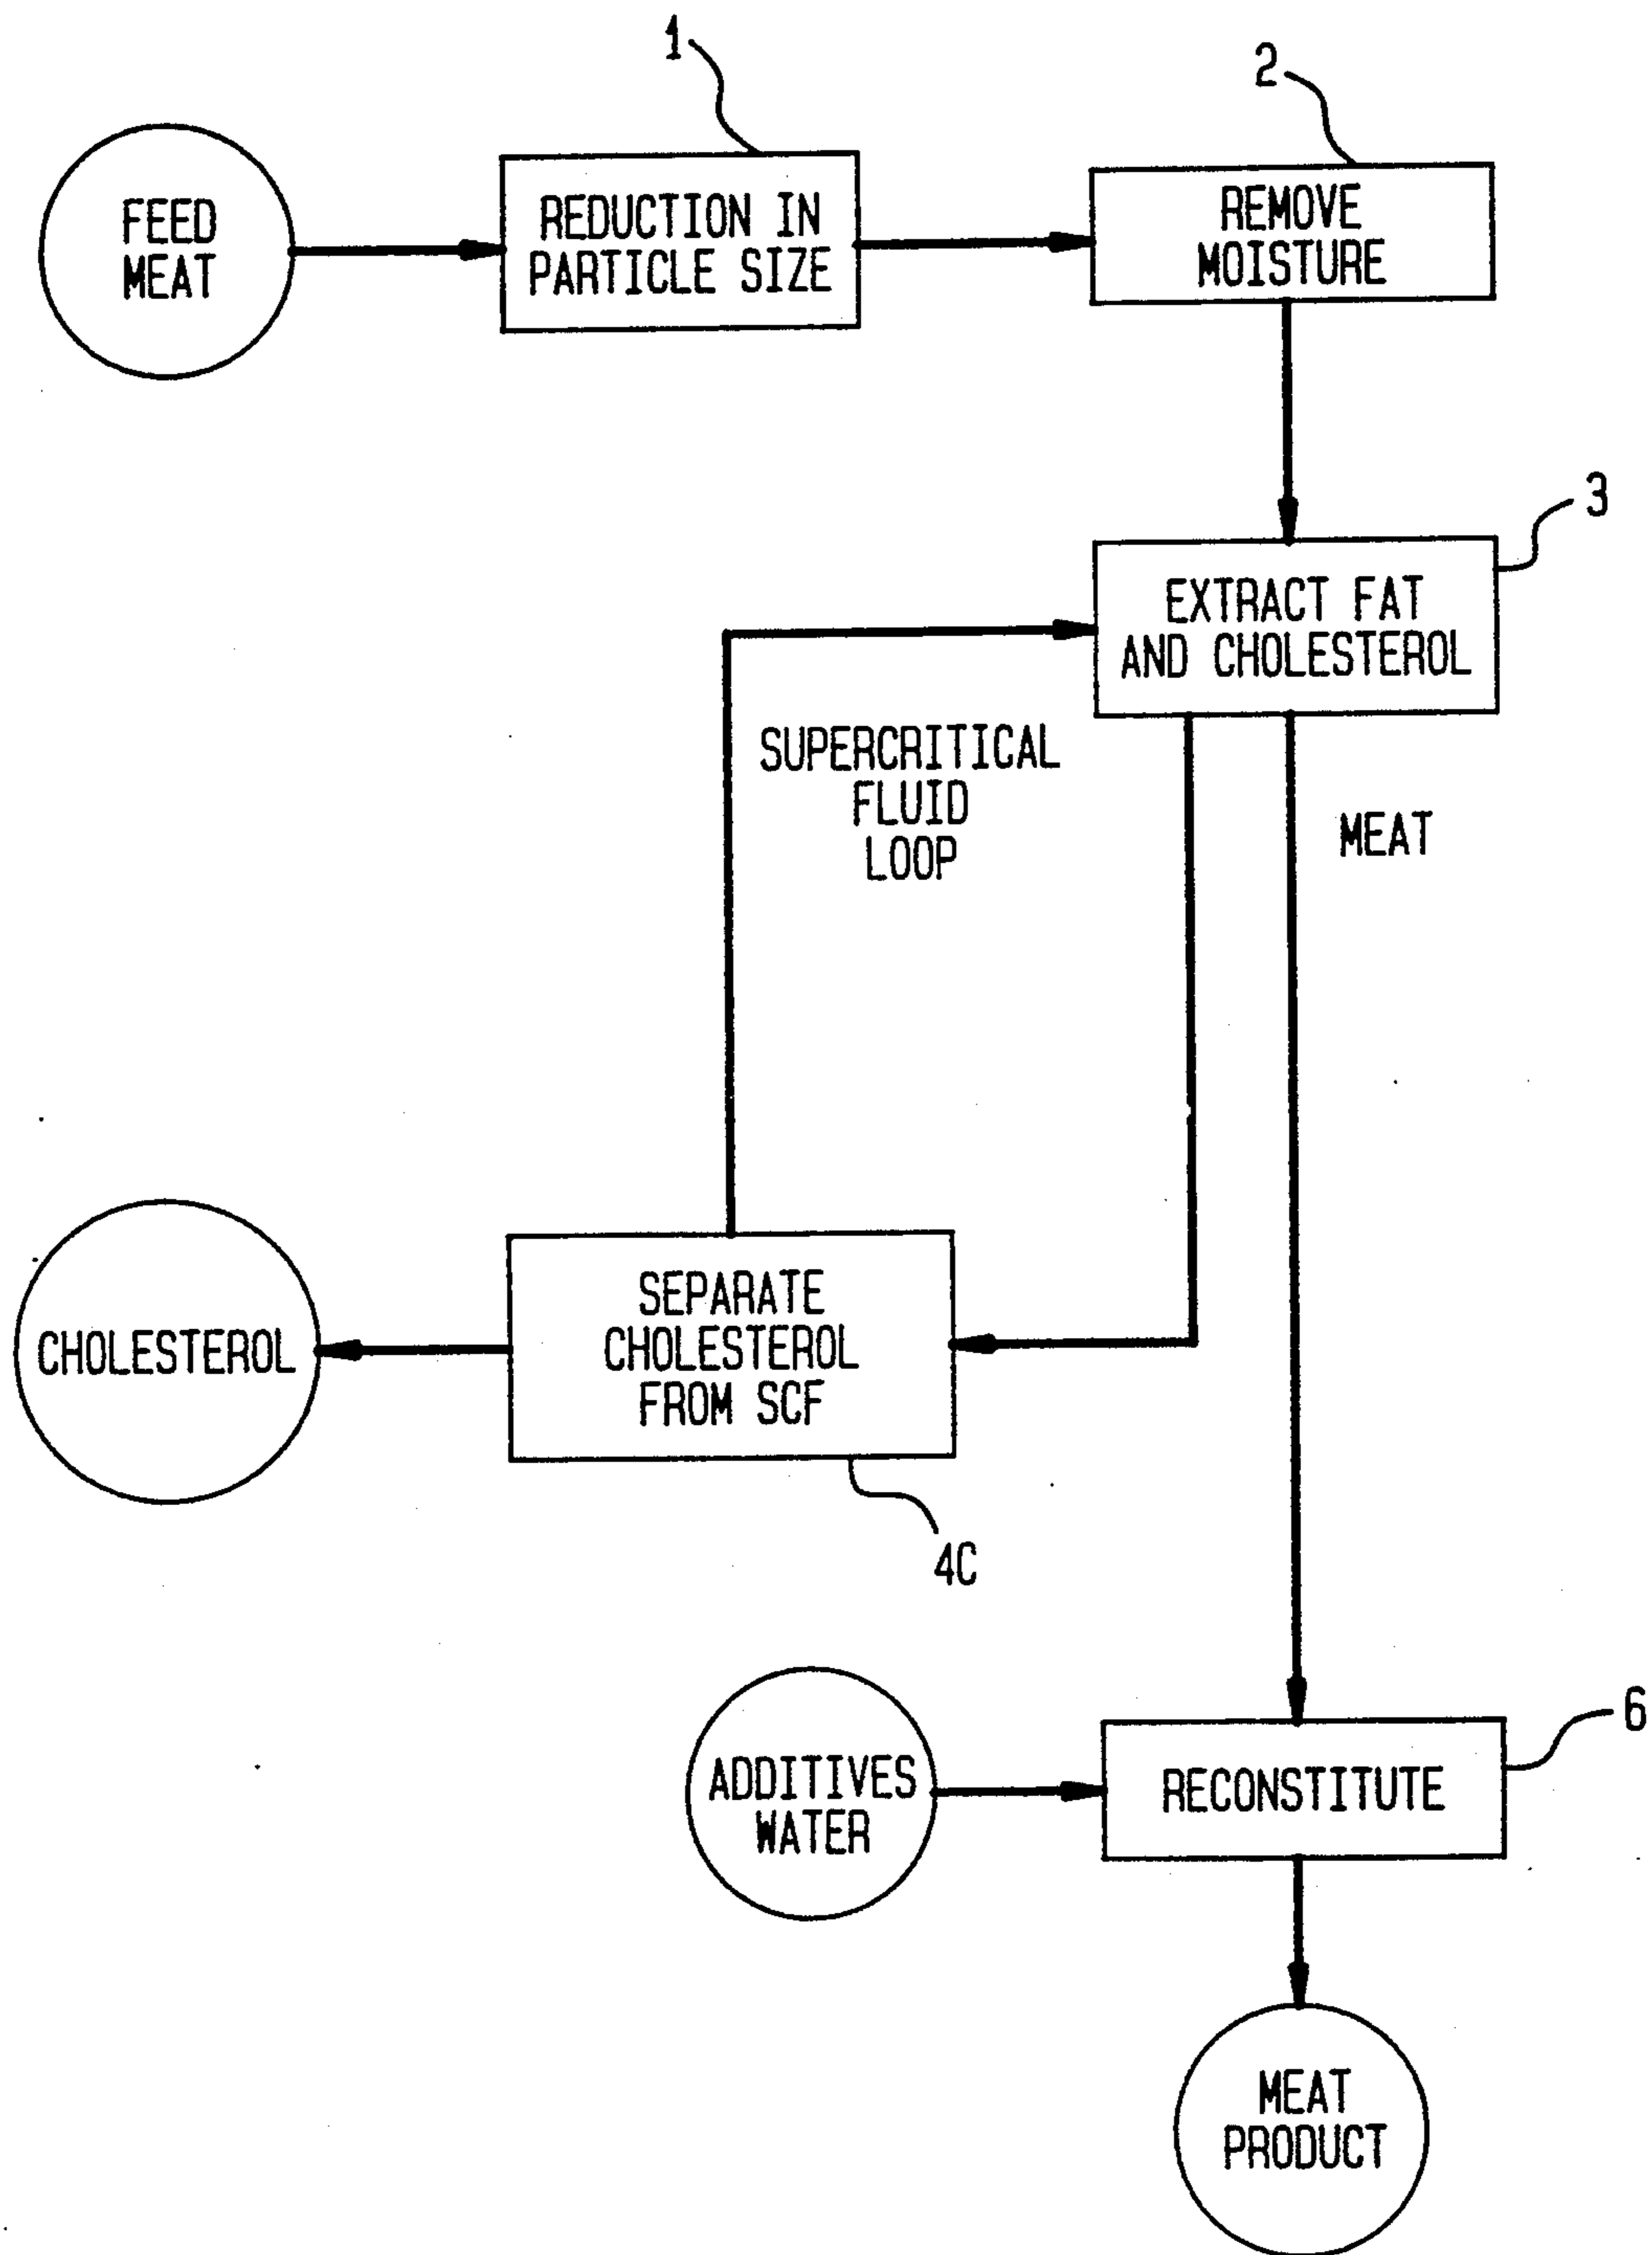 1
2
FEED
MEAT
REDUCTION IN
PARTICLE SIZE
REMOVE
MOISTURE
3
EXTRACT FAT
AND CHOLESTEROL
SUPERCRITICAL
FLUID
LOOP
MEAT
CHOLESTEROL
SEPARATE
CHOLESTEROL
FROM SCF
4C
6
ADDITIVES
WATER
RECONSTITUTE
MEAT
PRODUCT